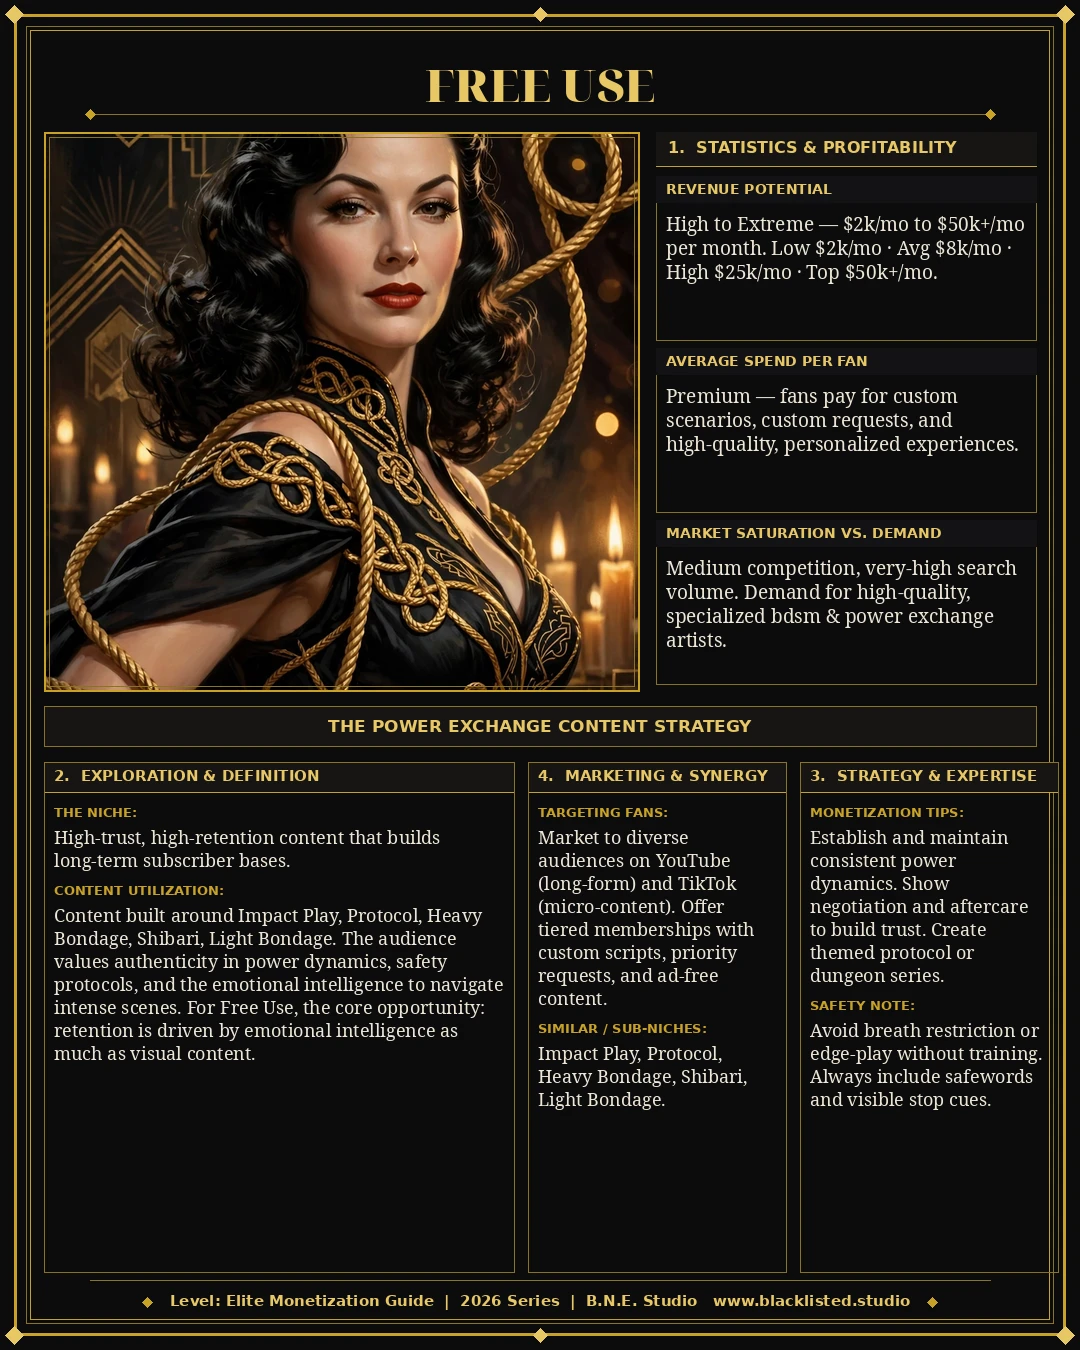 FREE USE
1. STATISTICS & PROFITABILITY
REVENUE POTENTIAL
High to Extreme — $2k/mo to $50k+/mo
per month. Low $2k/mo · Avg $8k/mo ·
High $25k/mo · Top $50k+/mo.
AVERAGE SPEND PER FAN
Premium — fans pay for custom
scenarios, custom requests, and
high-quality, personalized experiences.
MARKET SATURATION VS. DEMAND
Medium competition, very-high search
volume. Demand for high-quality,
specialized bdsm & power exchange
artists.
THE POWER EXCHANGE CONTENT STRATEGY
2. EXPLORATION & DEFINITION
THE NICHE:
High-trust, high-retention content that builds
long-term subscriber bases.
CONTENT UTILIZATION:
Content built around Impact Play, Protocol, Heavy
Bondage, Shibari, Light Bondage. The audience
values authenticity in power dynamics, safety
protocols, and the emotional intelligence to navigate
intense scenes. For Free Use, the core opportunity:
retention is driven by emotional intelligence as
much as visual content.
4. MARKETING & SYNERGY
TARGETING FANS:
Market to diverse
audiences on YouTube
(long-form) and TikTok
(micro-content). Offer
tiered memberships with
custom scripts, priority
requests, and ad-free
content.
SIMILAR / SUB-NICHES:
Impact Play, Protocol,
Heavy Bondage, Shibari,
Light Bondage.
3. STRATEGY & EXPERTISE
MONETIZATION TIPS:
Establish and maintain
consistent power
dynamics. Show
negotiation and aftercare
to build trust. Create
themed protocol or
dungeon series.
SAFETY NOTE:
Avoid breath restriction or
edge-play without training.
Always include safewords
and visible stop cues.
Level: Elite Monetization Guide | 2026 Series | B.N.E. Studio www.blacklisted.studio